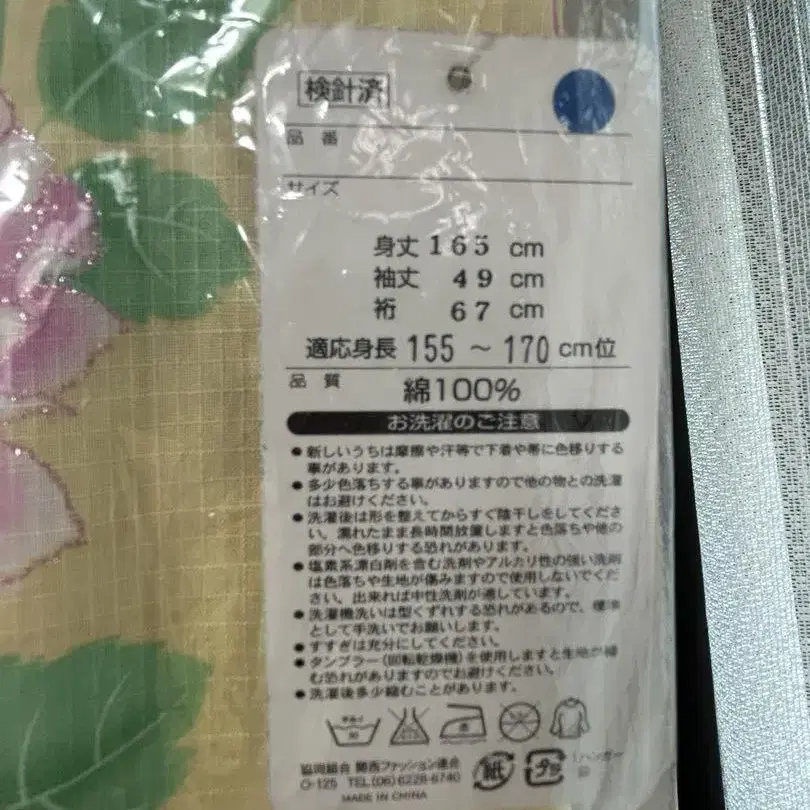 検針済
品番
サイズ
身丈 165 cm
袖丈 49 cm
裄 67 cm
適応身長 155 ～ 170 cm位
品質 綿100%
お洗濯のご注意
●新しいうちは摩擦や汗等で下着や帯に色移りする
事があります。
●多少色落ちする事がありますので他の物との洗濯
はお避けください。
●洗濯後は形を整えてからすぐ陰干しをしてくださ
い。濡れたまま長時間放置しますと色落ちや他の
部分へ色移りする恐れがあります。
●塩素系漂白剤を含む洗剤やアルカリ性の強い洗剤
は色落ちや生地が傷みますので使用しないでくだ
さい。出来れば中性洗剤が適しています。
●洗濯機洗いは型くずれする恐れがあるので、標準
として手洗いでお願いします。
●すすぎは充分にしてください。
●タンブラー(回転乾燥機)を使用しますと生地が縮
む恐れがありますのでお避けください。
●洗濯後多少縮むことがあります。
協同組合 関西ファッション連合
O-125 TEL(06)6228-6740
MADE IN CHINA
紙
プラ